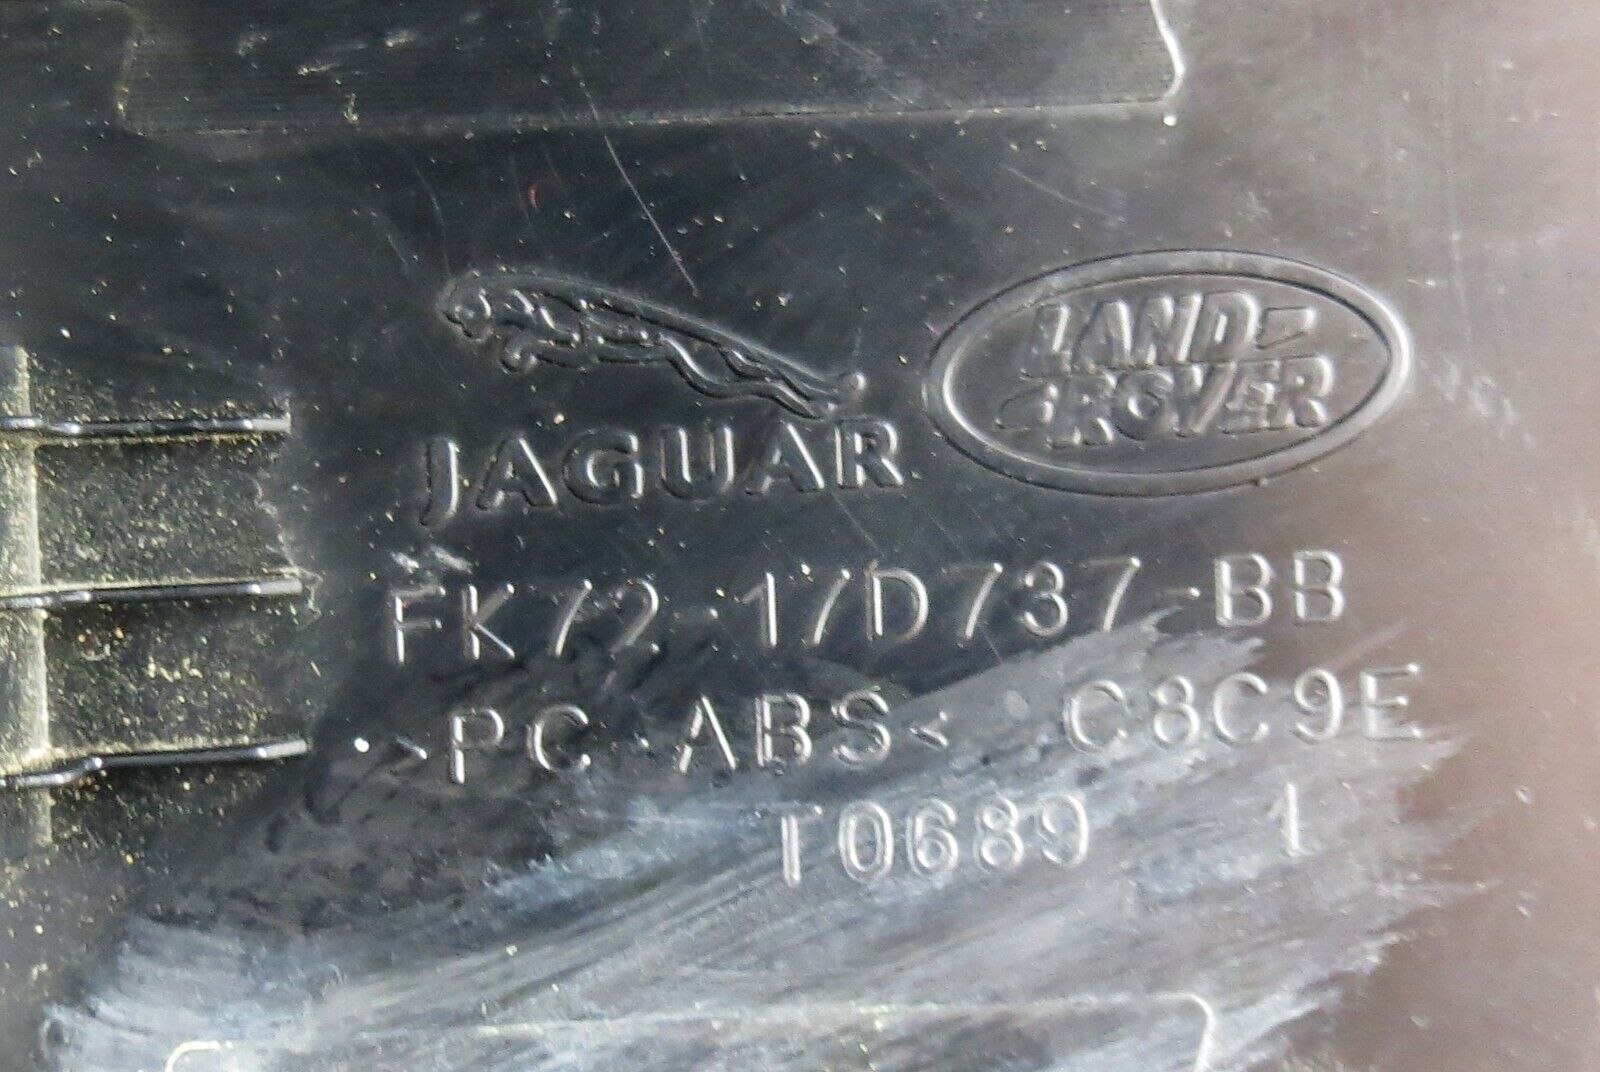 JAGUAR
LAND-
-ROVER
FK72-17D737-BB
>PC-ABS< C8C9E
T0689 1